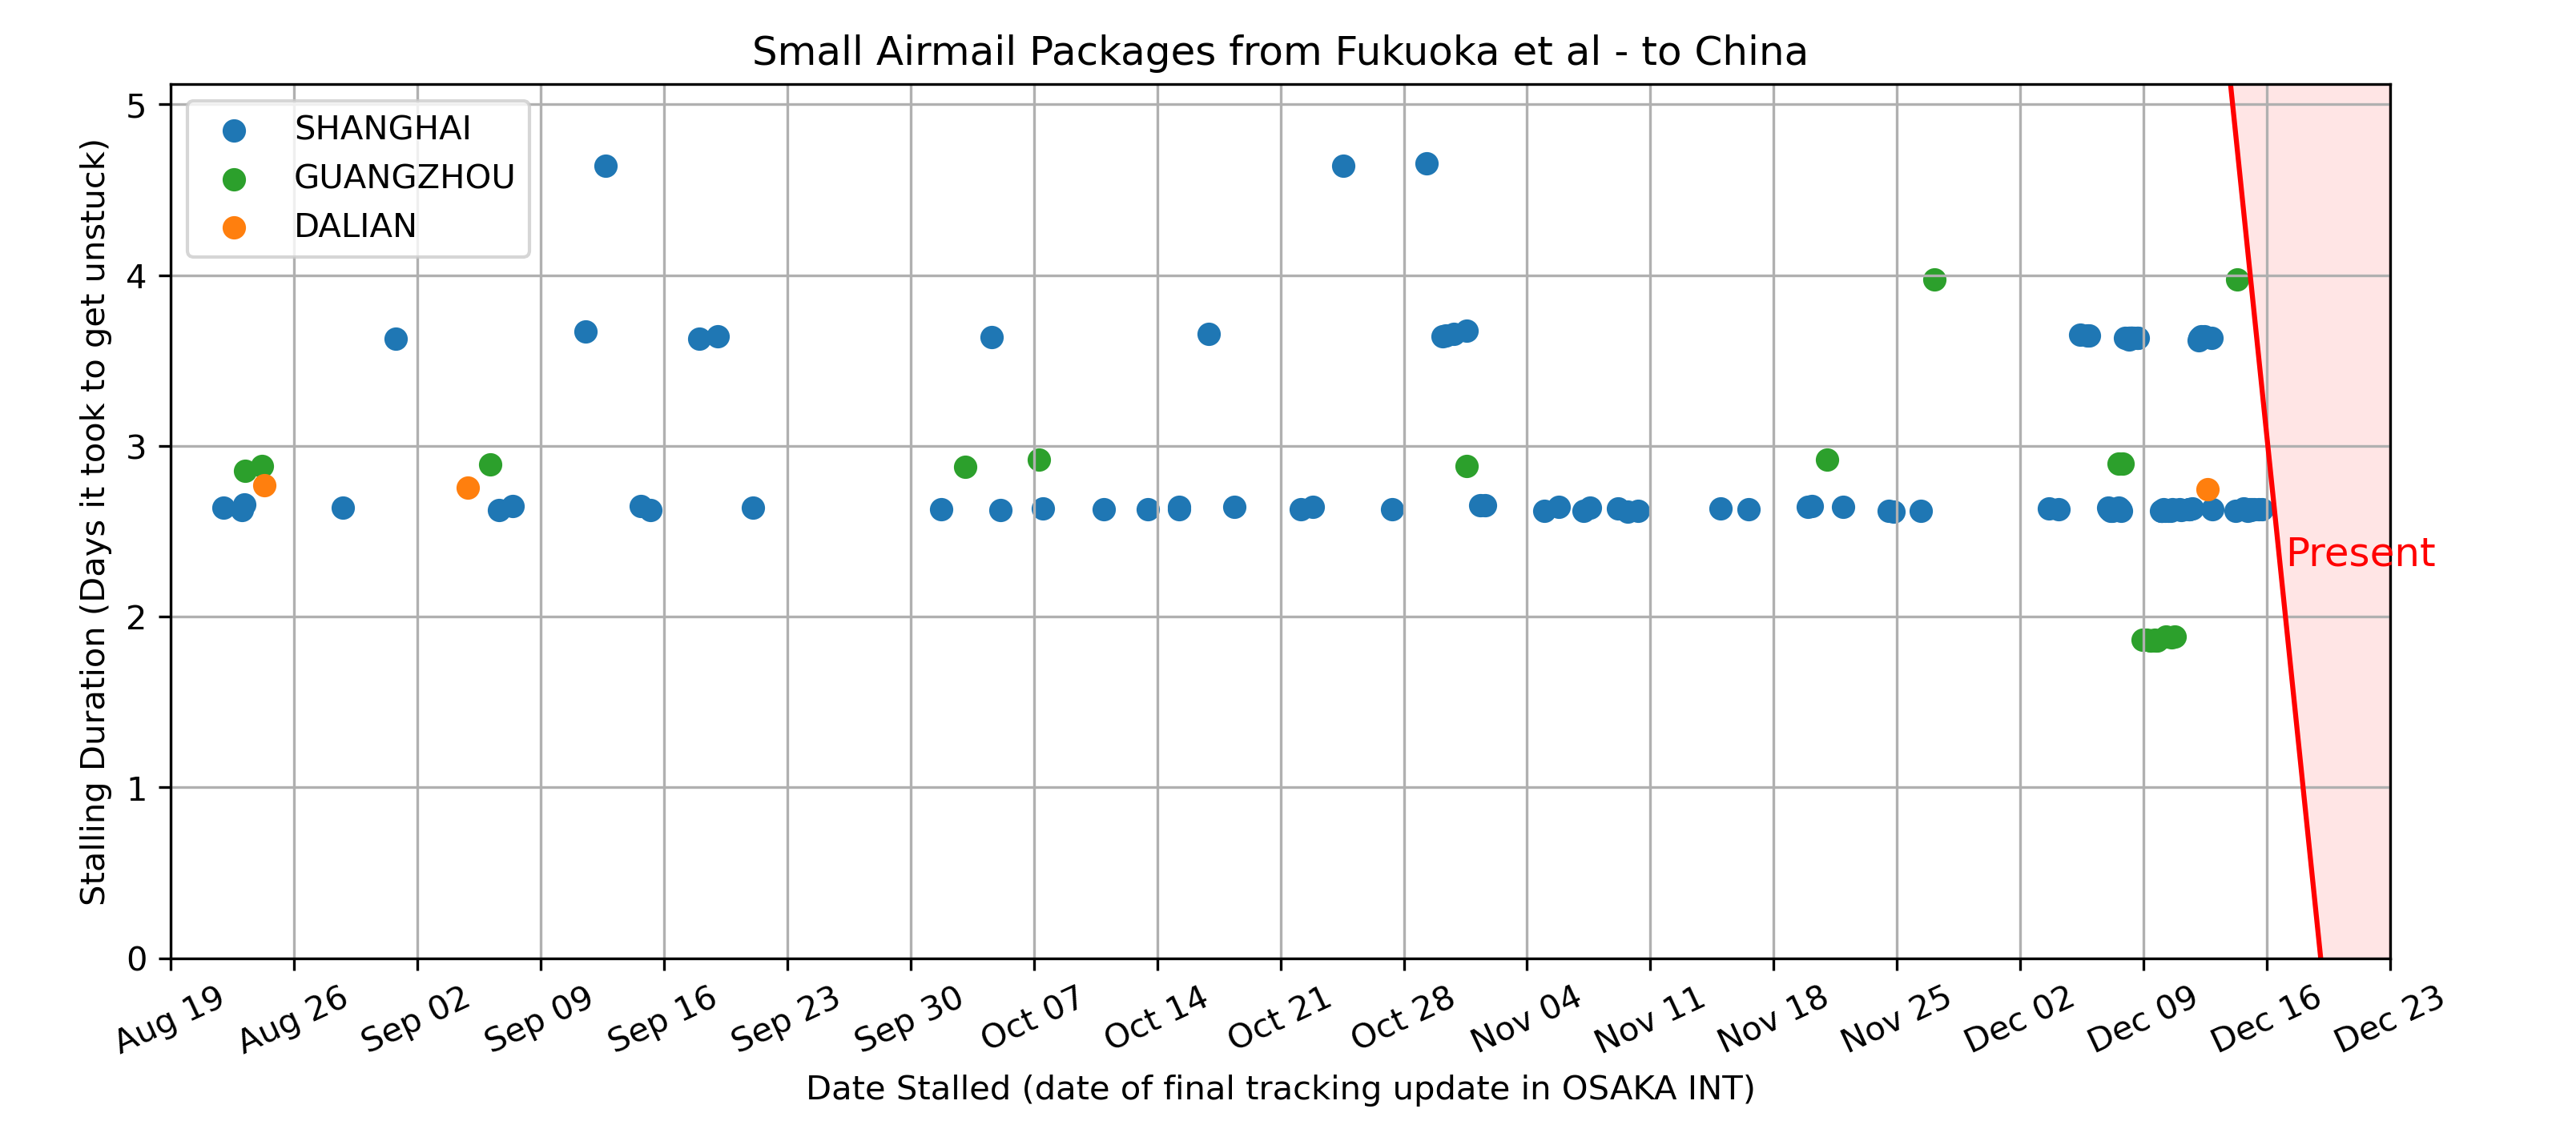 Small Airmail Packages from Fukuoka et al - to China
SHANGHAI
GUANGZHOU
DALIAN
Stalling Duration (Days it took to get unstuck)
5
4
3
2
1
0
Present
Aug 19
Aug 26
Sep 02
Sep 09
Sep 16
Sep 23
Sep 30
Oct 07
Oct 14
Oct 21
Oct 28
Nov 04
Nov 11
Nov 18
Nov 25
Dec 02
Dec 09
Dec 16
Dec 23
Date Stalled (date of final tracking update in OSAKA INT)